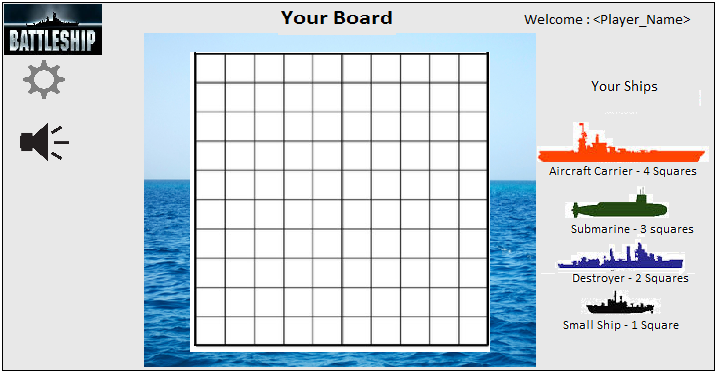 BATTLESHIP
Your Board
Welcome : <Player_Name>
Your Ships
Aircraft Carrier - 4 Squares
Submarine - 3 squares
Destroyer - 2 Squares
Small Ship - 1 Square